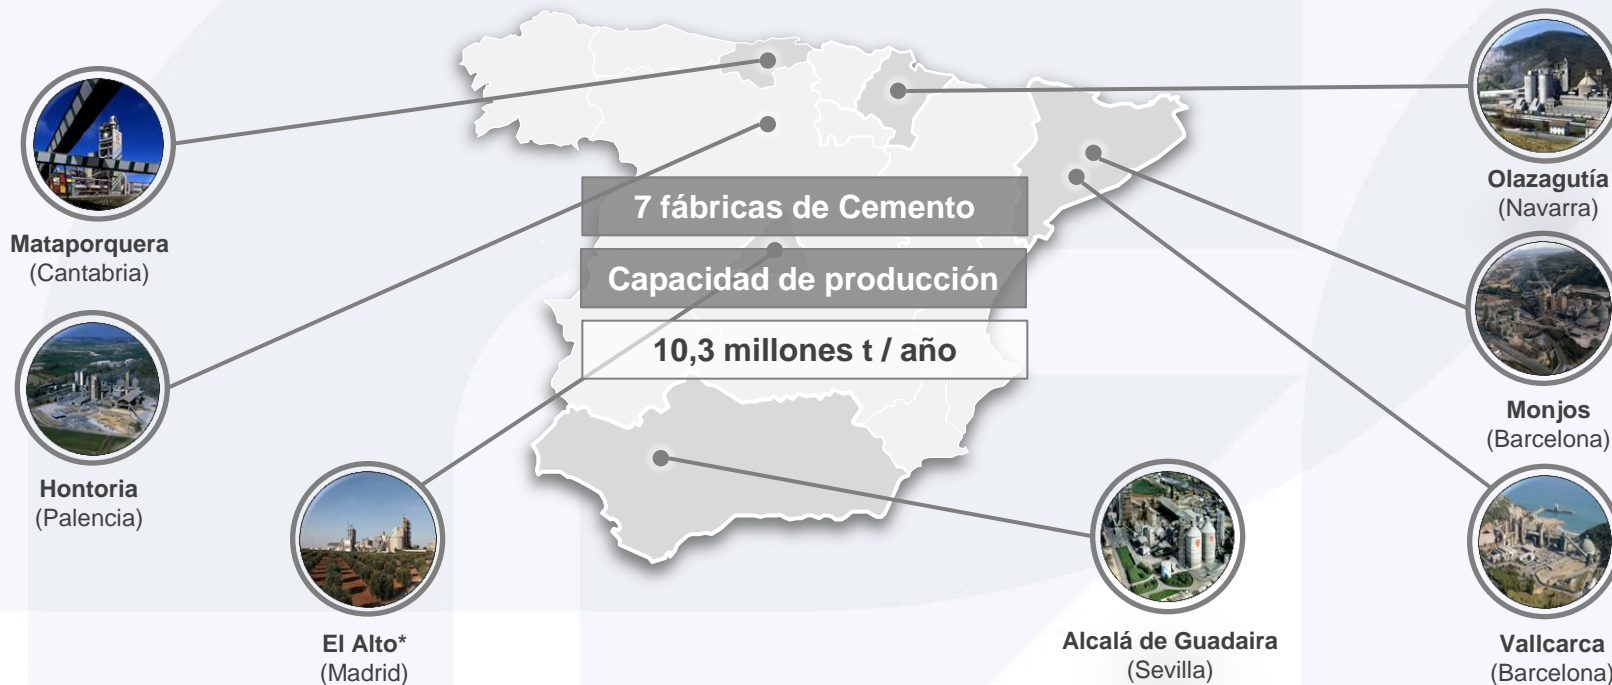 7 fábricas de Cemento
Capacidad de producción
10,3 millones t / año
Mataporquera
(Cantabria)
Hontoria
(Palencia)
El Alto*
(Madrid)
Alcalá de Guadaira
(Sevilla)
Olazagutía
(Navarra)
Monjos
(Barcelona)
Vallcarca
(Barcelona)